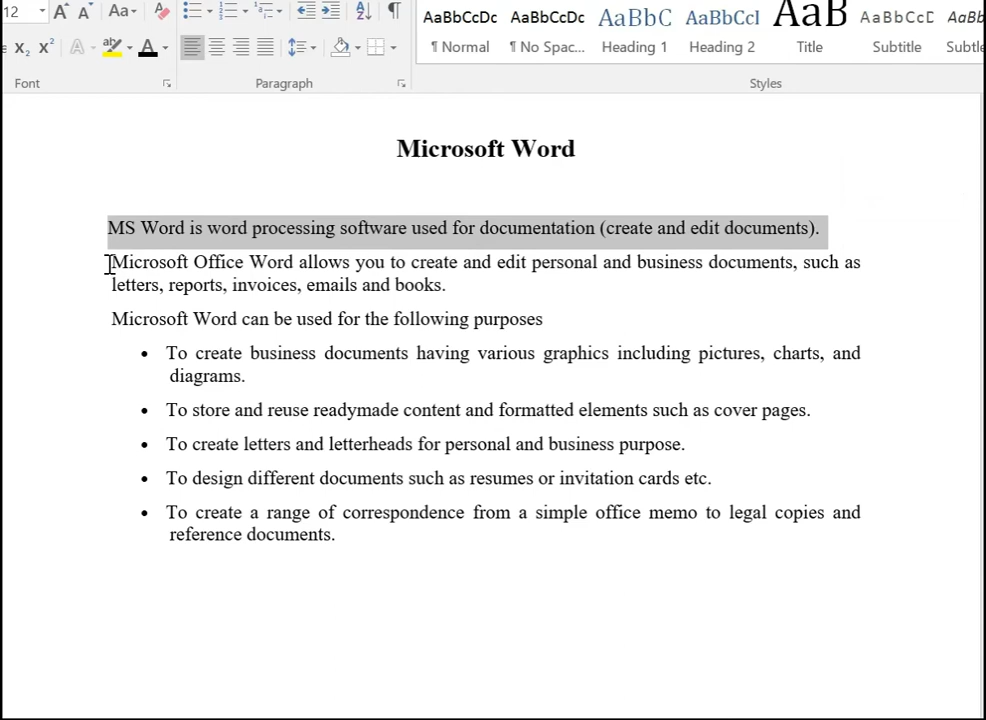 12 A A Aa
X₂ X² A ab A
Font Paragraph Styles
AaBbCcDc AaBbCcDc AaBbC AaBbCcI AaB AaBbCcD AaBb
¶ Normal ¶ No Spac... Heading 1 Heading 2 Title Subtitle Subtle
Microsoft Word
MS Word is word processing software used for documentation (create and edit documents).
Microsoft Office Word allows you to create and edit personal and business documents, such as
letters, reports, invoices, emails and books.
Microsoft Word can be used for the following purposes
• To create business documents having various graphics including pictures, charts, and
diagrams.
• To store and reuse readymade content and formatted elements such as cover pages.
• To create letters and letterheads for personal and business purpose.
• To design different documents such as resumes or invitation cards etc.
• To create a range of correspondence from a simple office memo to legal copies and
reference documents.